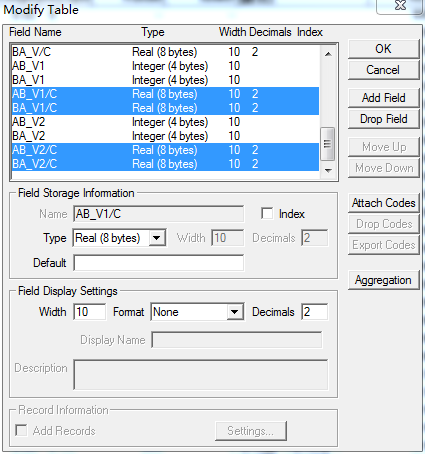 Modify Table
Field Name Type Width Decimals Index
BA_V/C Real (8 bytes) 10 2
AB_V1 Integer (4 bytes) 10
BA_V1 Integer (4 bytes) 10
AB_V1/C Real (8 bytes) 10 2
BA_V1/C Real (8 bytes) 10 2
AB_V2 Integer (4 bytes) 10
BA_V2 Integer (4 bytes) 10
AB_V2/C Real (8 bytes) 10 2
BA_V2/C Real (8 bytes) 10 2
OK
Cancel
Add Field
Drop Field
Move Up
Move Down
Attach Codes
Drop Codes
Export Codes
Aggregation
Field Storage Information
Name AB_V1/C Index
Type Real (8 bytes) Width 10 Decimals 2
Default
Field Display Settings
Width 10 Format None Decimals 2
Display Name
Description
Record Information
Add Records Settings...